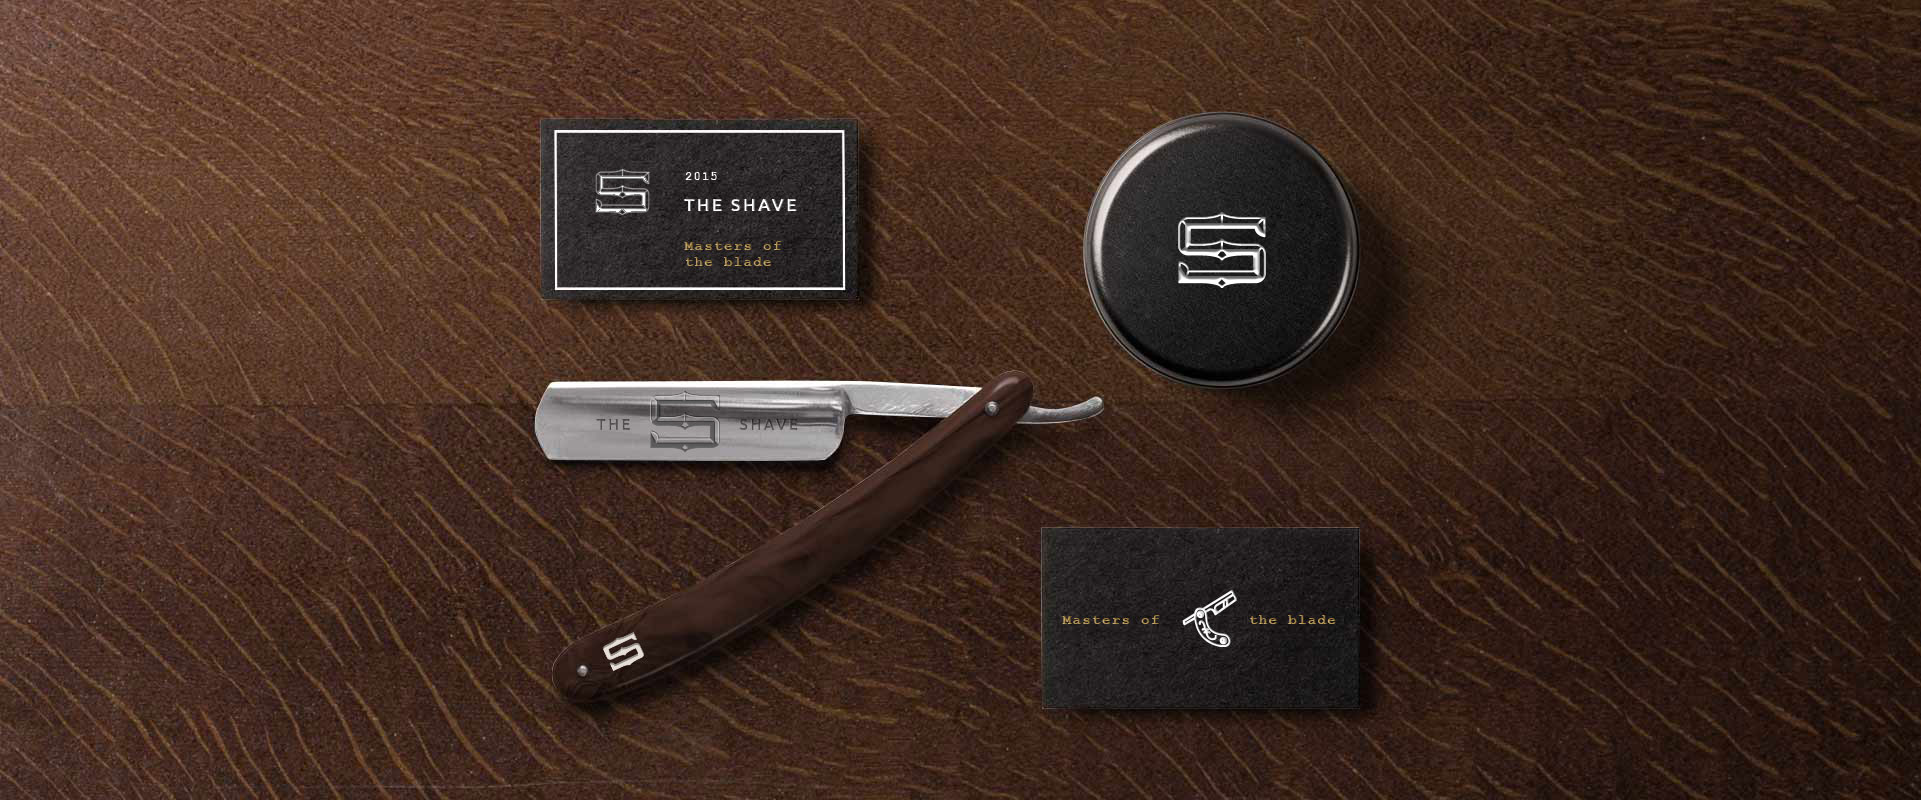 2015
S THE SHAVE
Masters of
the blade
S
THE S SHAVE
S
Masters of the blade